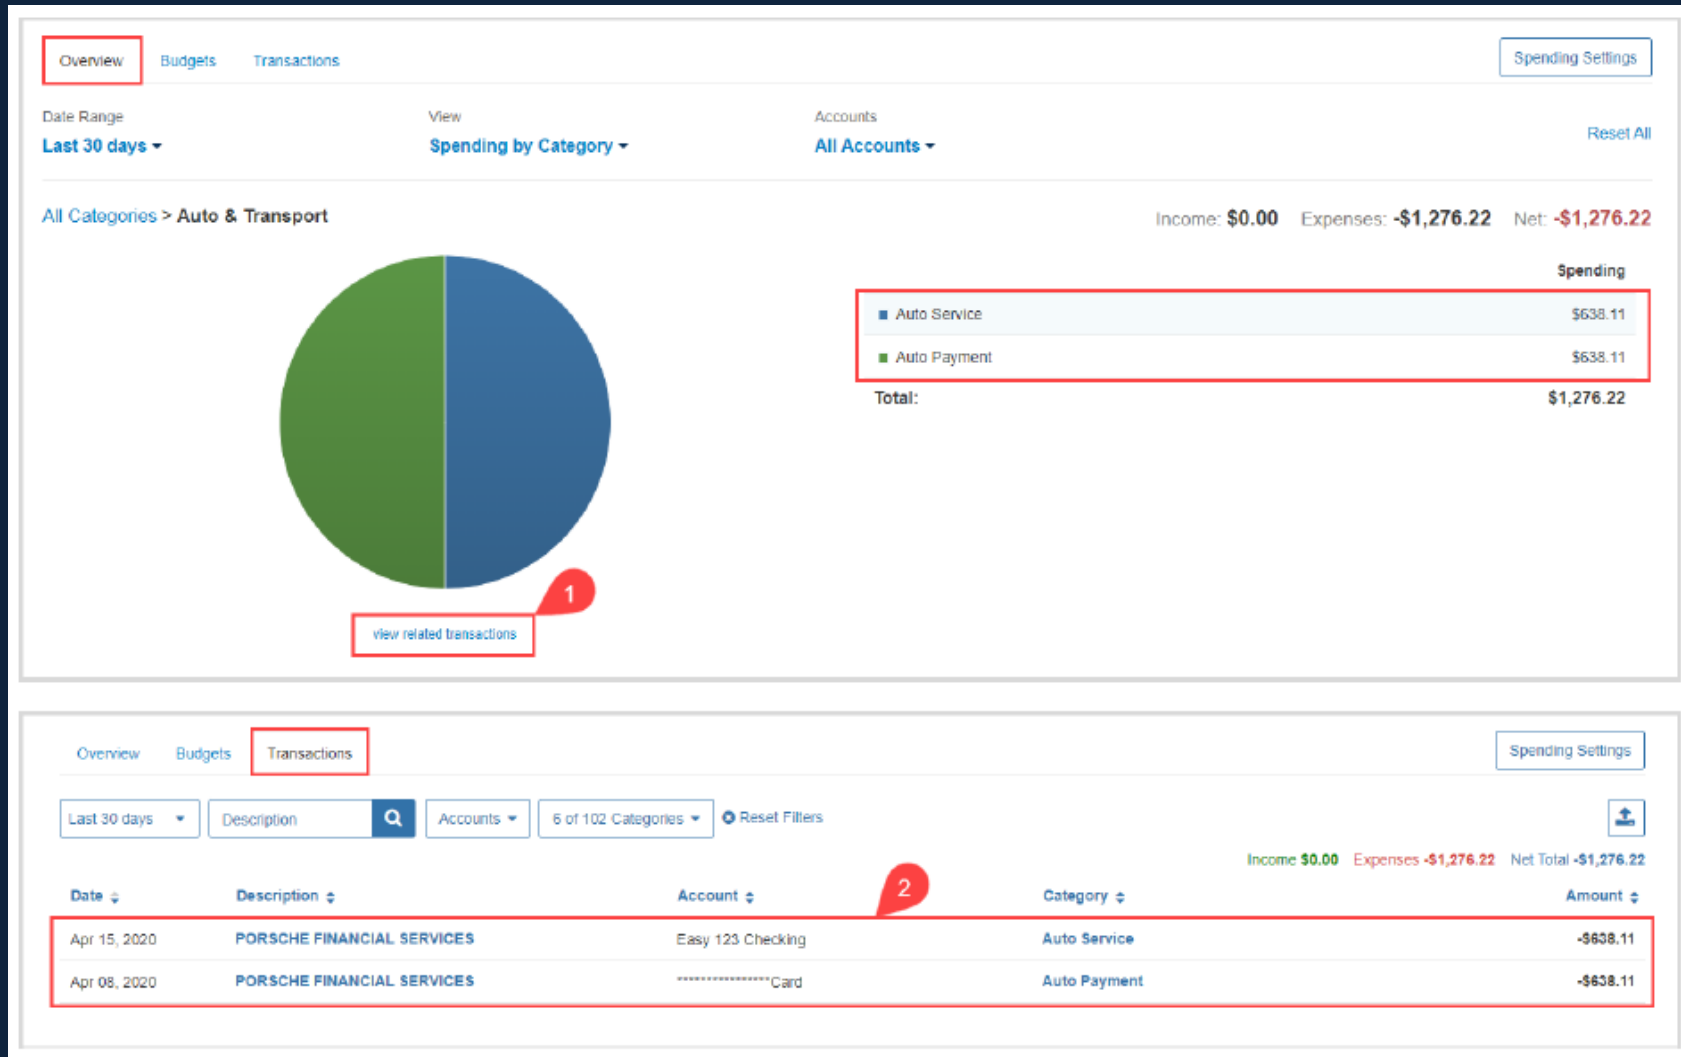 Overview Budgets Transactions Spending Settings
Date Range View Accounts
Last 30 days Spending by Category All Accounts Reset All
All Categories > Auto & Transport Income: $0.00 Expenses: -$1,276.22 Net: -$1,276.22
Spending
Auto Service $638.11
Auto Payment $638.11
Total: $1,276.22
1
view related transactions
Overview Budgets Transactions Spending Settings
Last 30 days Description Accounts 6 of 102 Categories Reset Filters
Income $0.00 Expenses -$1,276.22 Net Total -$1,276.22
2
Date Description Account Category Amount
Apr 15, 2020 PORSCHE FINANCIAL SERVICES Easy 123 Checking Auto Service -$638.11
Apr 08, 2020 PORSCHE FINANCIAL SERVICES ****************Card Auto Payment -$638.11